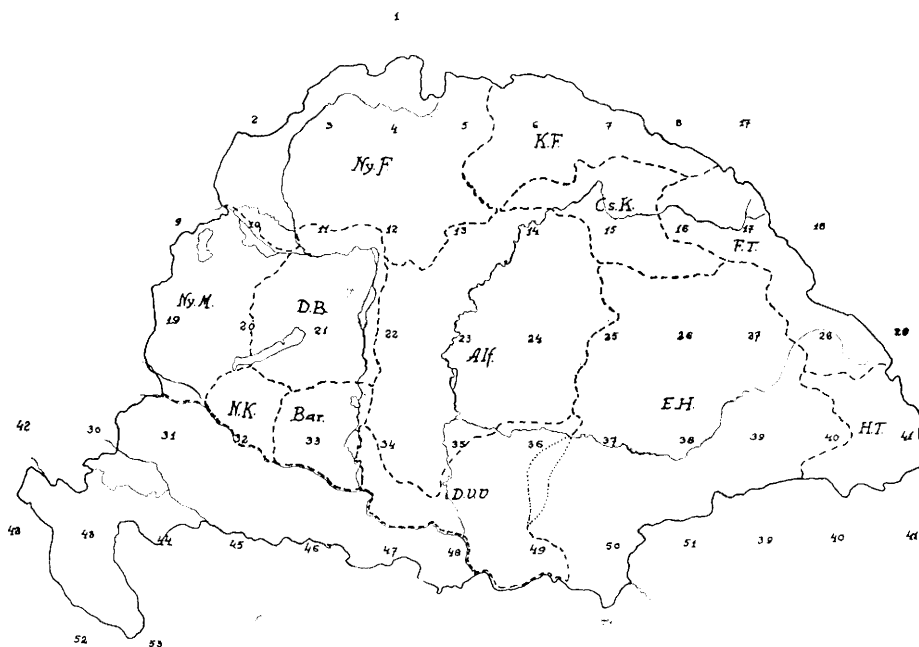 1
2 3 4 5 6 7 8 17
Ny.F. K.F.
9 10 11 12 13 14 15 16 17 18
Cs.K. F.T.
Ny.M. D.B.
19 20 21 22 23 24 25 26 27 28 28
Alf.
N.K. Bar. E.H. H.T.
42 30 31 32 33 34 35 36 37 38 39 40 41
D.U.D
43 43 44 45 46 47 48 49 50 51 39 40 41
52 53